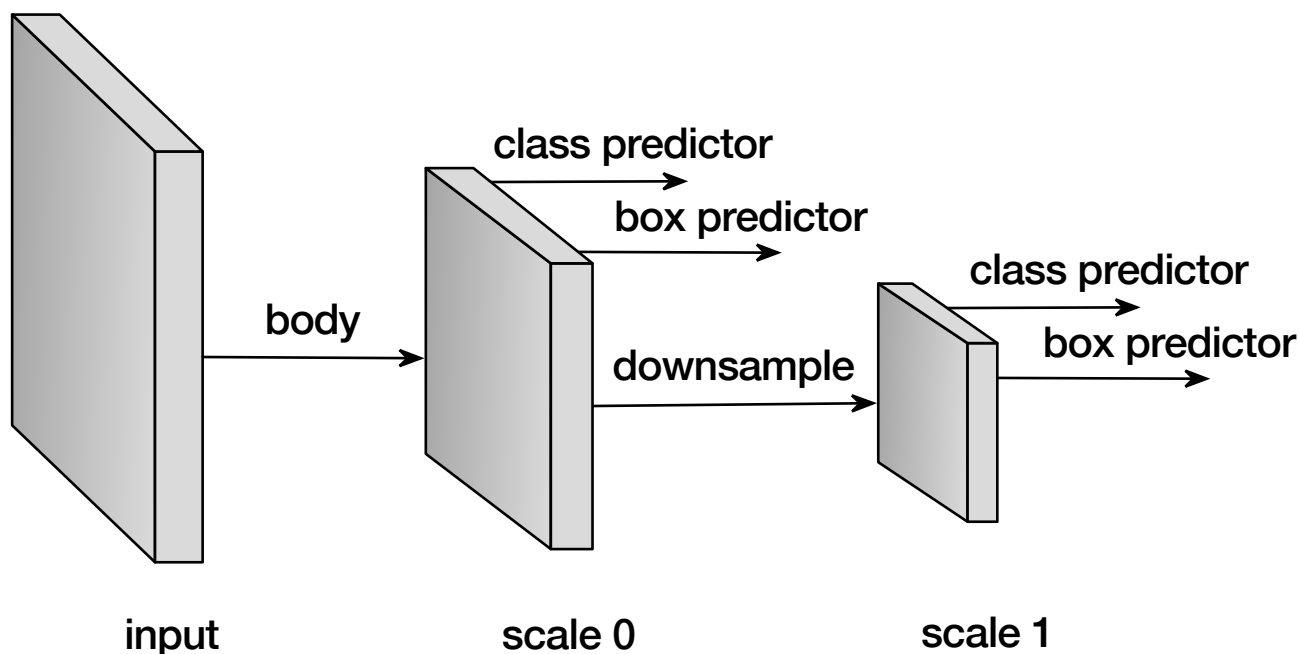 class predictor
box predictor
class predictor
body
box predictor
downsample
input
scale 0
scale 1